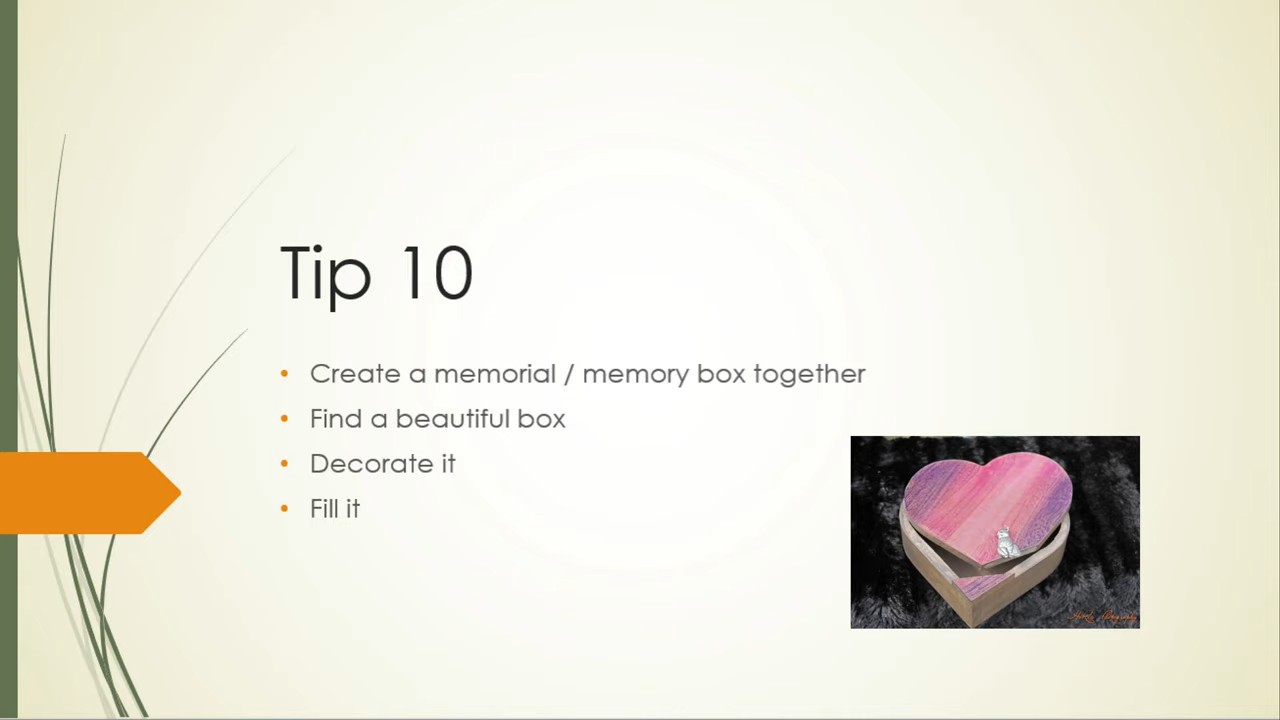 Tip 10
Create a memorial / memory box together
Find a beautiful box
Decorate it
Fill it